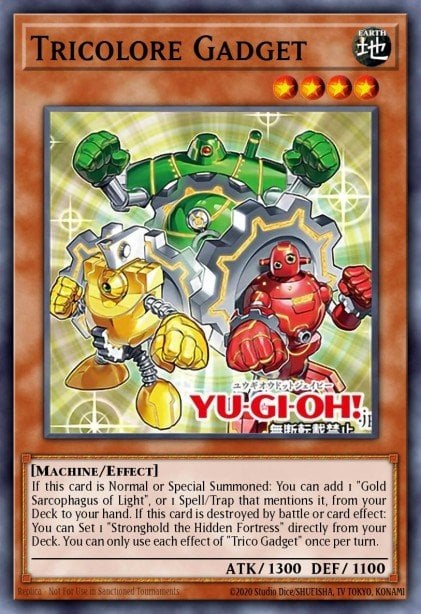 TRICOLORE GADGET
EARTH
地
ユウギオウドットジェイピー
YU-GI-OH!
無断転載禁止
[MACHINE/EFFECT]
If this card is Normal or Special Summoned: You can add 1 "Gold
Sarcophagus of Light", or 1 Spell/Trap that mentions it, from your
Deck to your hand. If this card is destroyed by battle or card effect:
You can Set 1 "Stronghold the Hidden Fortress" directly from your
Deck. You can only use each effect of "Trico Gadget" once per turn.
ATK/1300 DEF/1100
Replica - Not For Use in Sanctioned Tournaments
©2020 Studio Dice/SHUEISHA, TV TOKYO, KONAMI